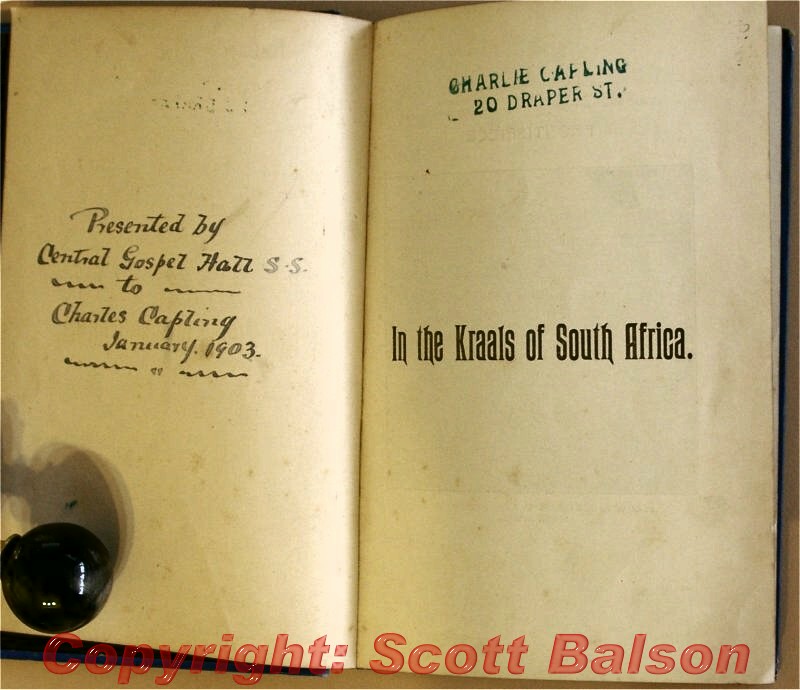 Presented by
Central Gospel Hall S.S.
to
Charles Capling
January. 1903.
CHARLIE CAPLING
20 DRAPER ST.
In the Kraals of South Africa.
Copyright: Scott Balson